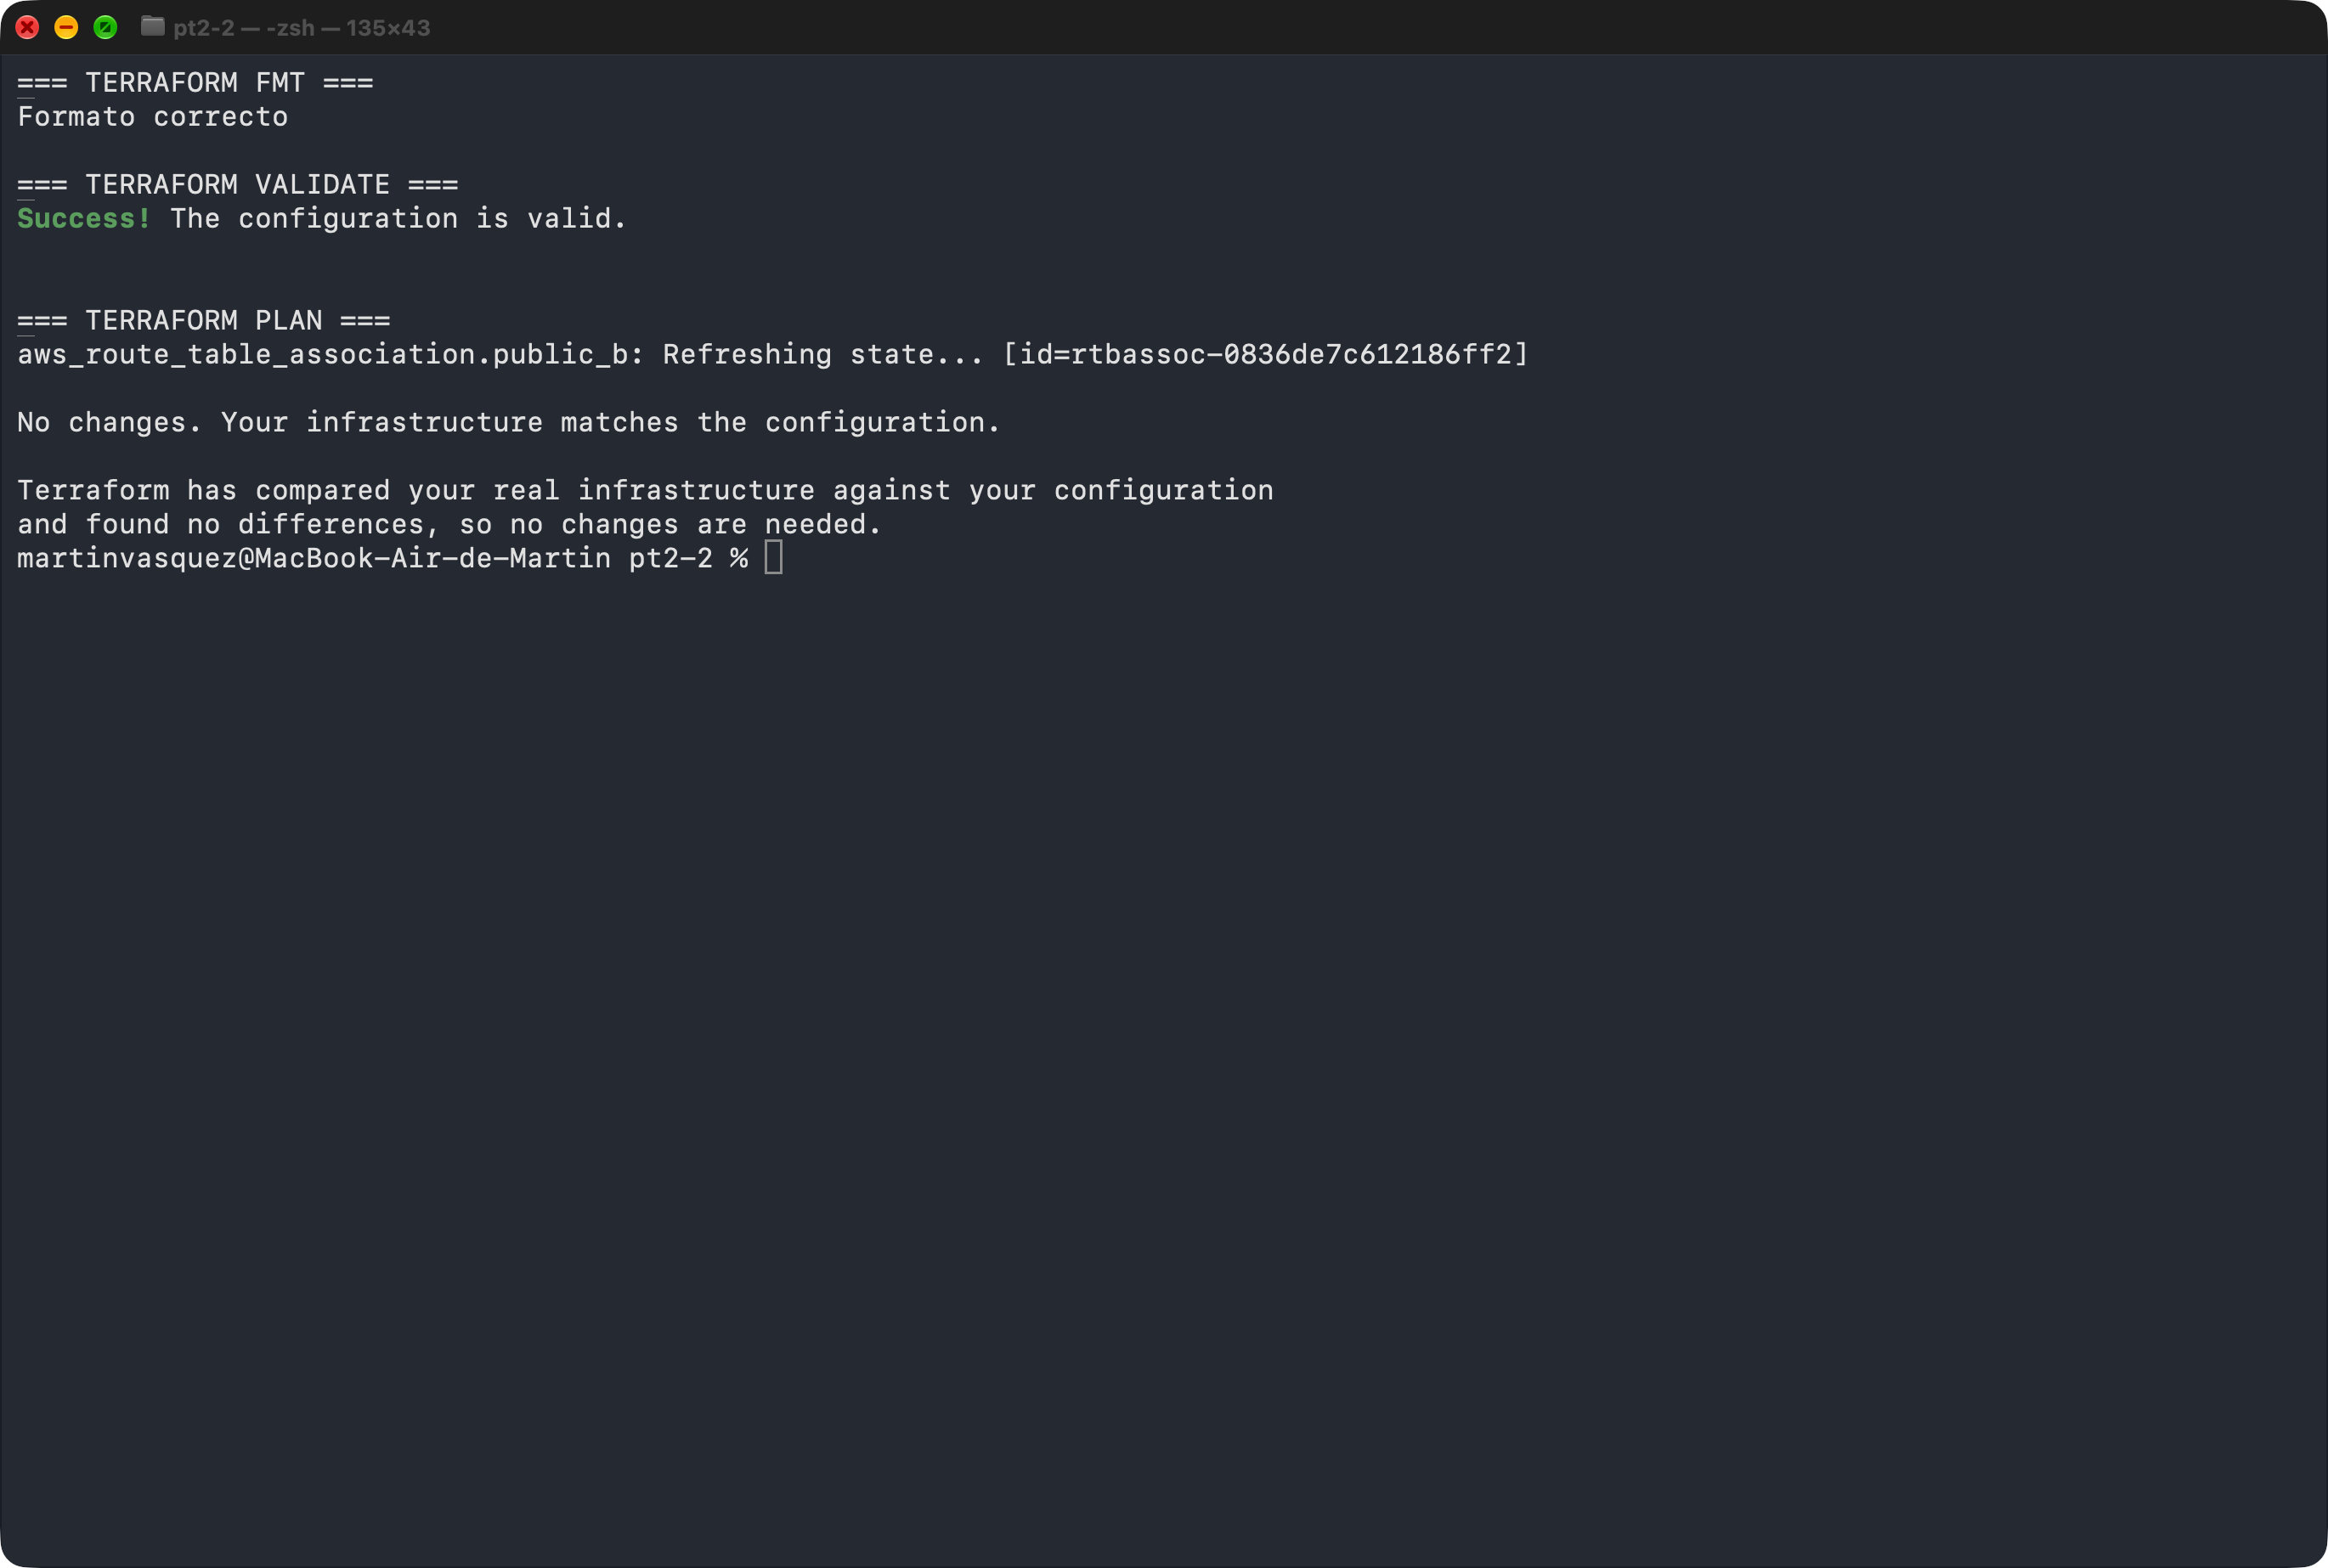 pt2-2 — -zsh — 135×43
=== TERRAFORM FMT ===
Formato correcto
=== TERRAFORM VALIDATE ===
Success! The configuration is valid.
=== TERRAFORM PLAN ===
aws_route_table_association.public_b: Refreshing state... [id=rtbassoc-0836de7c612186ff2]
No changes. Your infrastructure matches the configuration.
Terraform has compared your real infrastructure against your configuration
and found no differences, so no changes are needed.
martinvasquez@MacBook-Air-de-Martin pt2-2 %